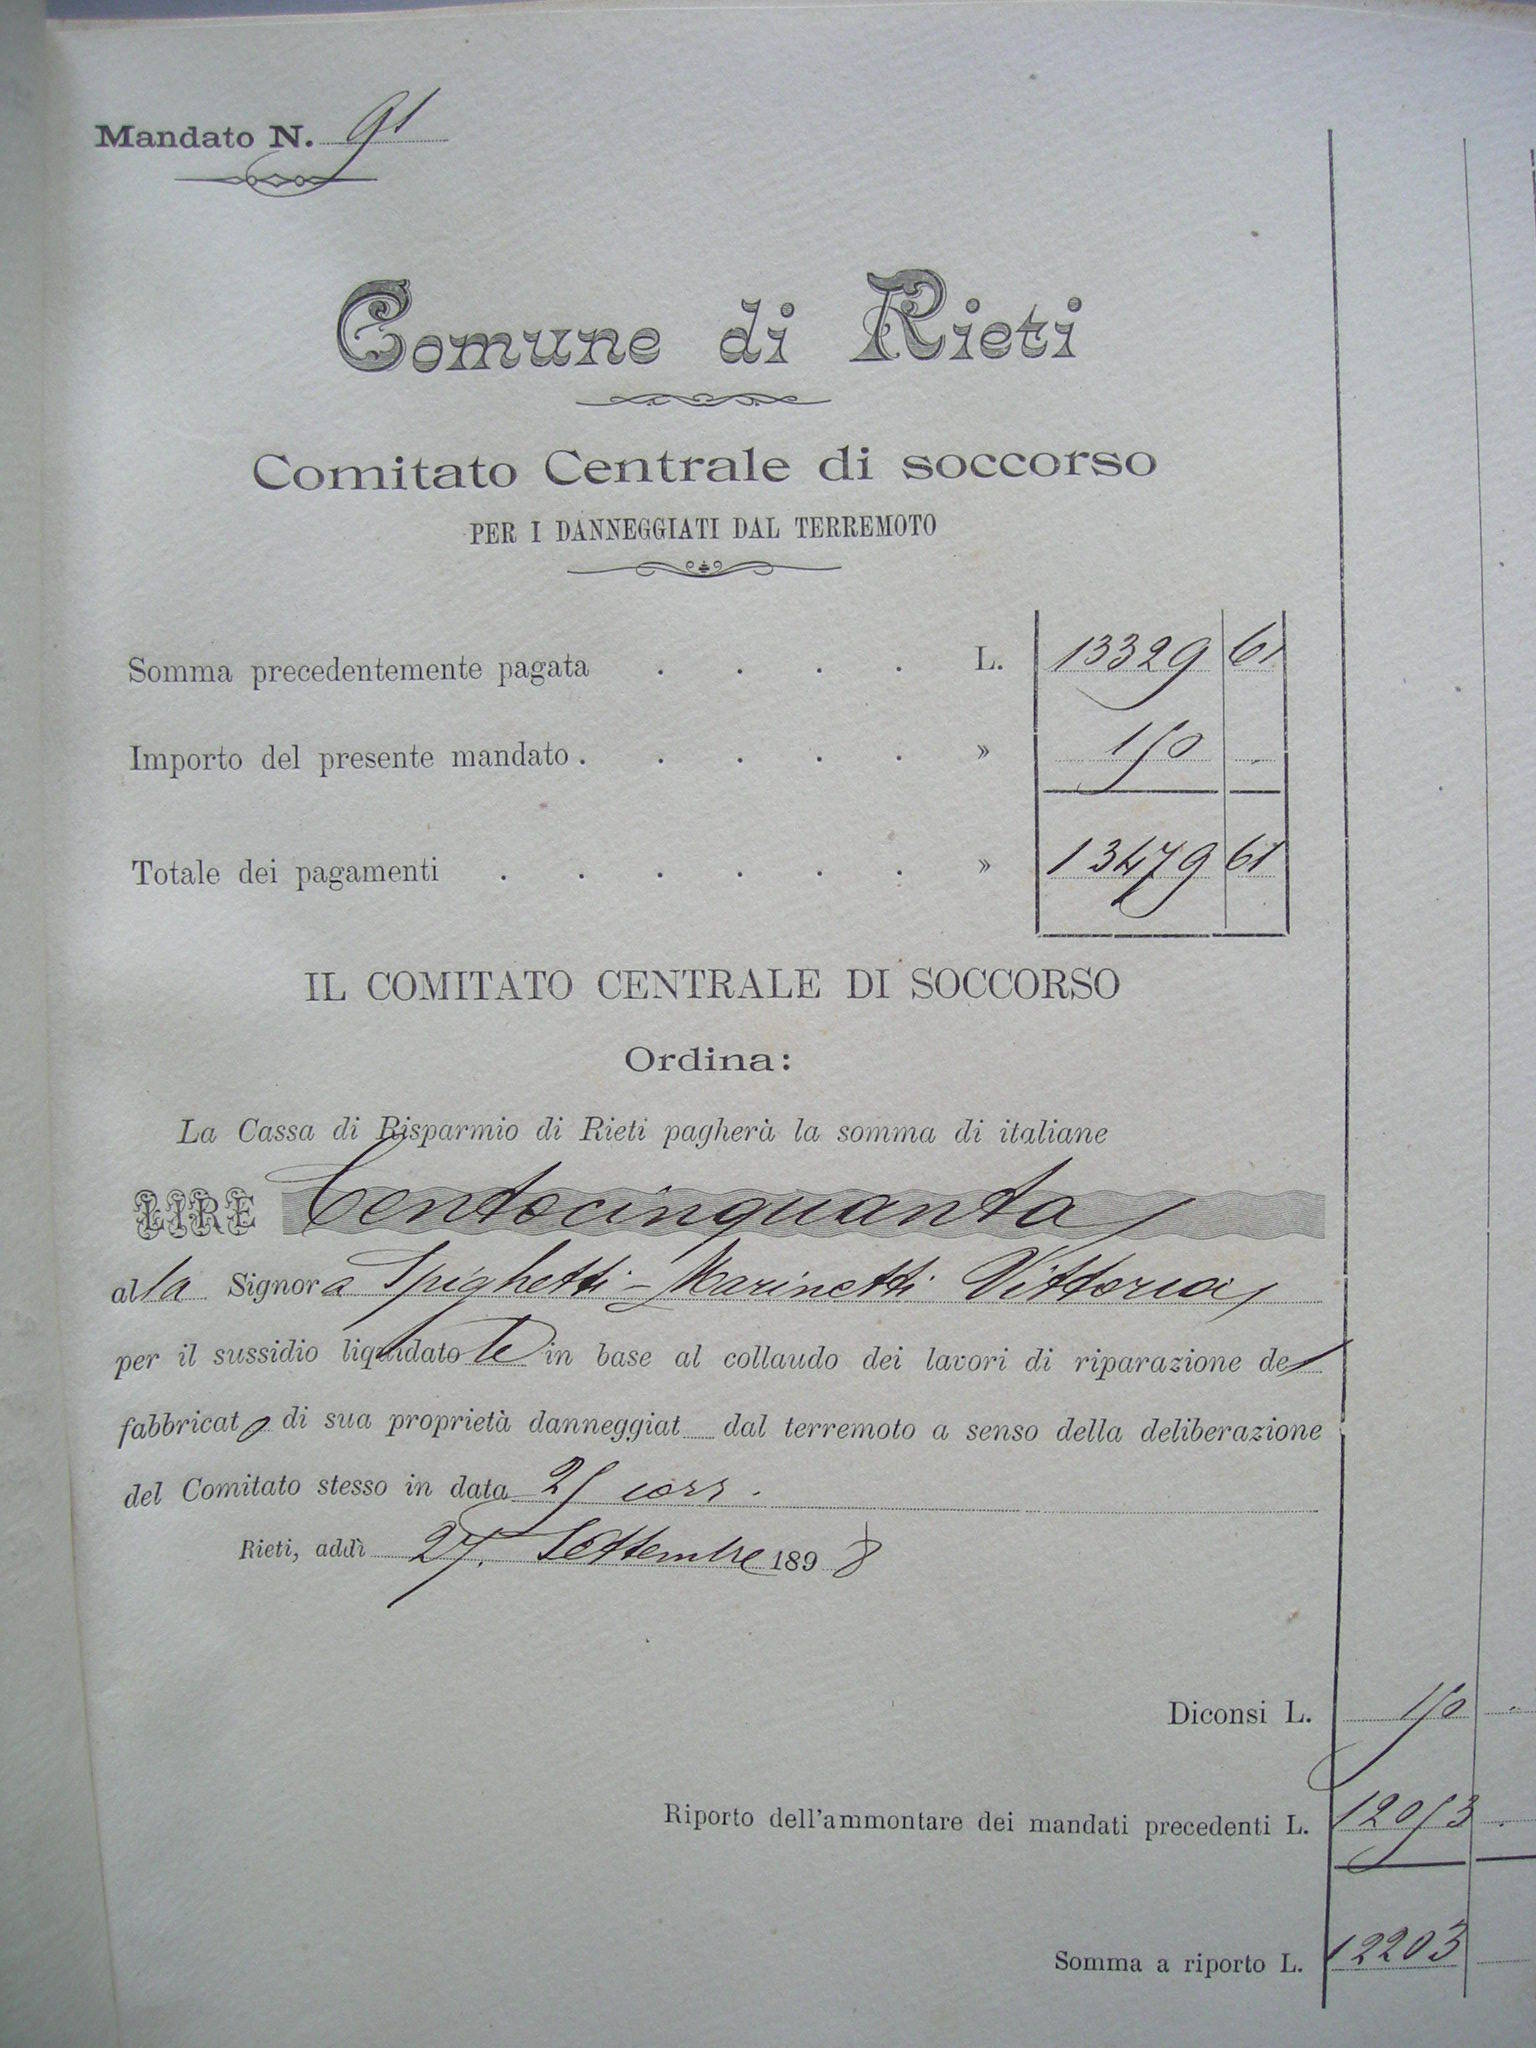 Mandato N. 91
Comune di Rieti
Comitato Centrale di soccorso
PER I DANNEGGIATI DAL TERREMOTO
Somma precedentemente pagata . . . . L. 13329 61
Importo del presente mandato . . . . . » 150 .
Totale dei pagamenti . . . . . . » 13479 61
IL COMITATO CENTRALE DI SOCCORSO
Ordina:
La Cassa di Risparmio di Rieti pagherà la somma di italiane
LIRE Centocinquanta
alla Signora Spighetti-Marinetti Vittoria
per il sussidio liquidatole in base al collaudo dei lavori di riparazione del
fabbricato di sua proprietà danneggiat dal terremoto a senso della deliberazione
del Comitato stesso in data 25 corr.
Rieti, addì 27. Settembre 1898
Diconsi L. 150 .
Riporto dell'ammontare dei mandati precedenti L. 12053 .
Somma a riporto L. 12203